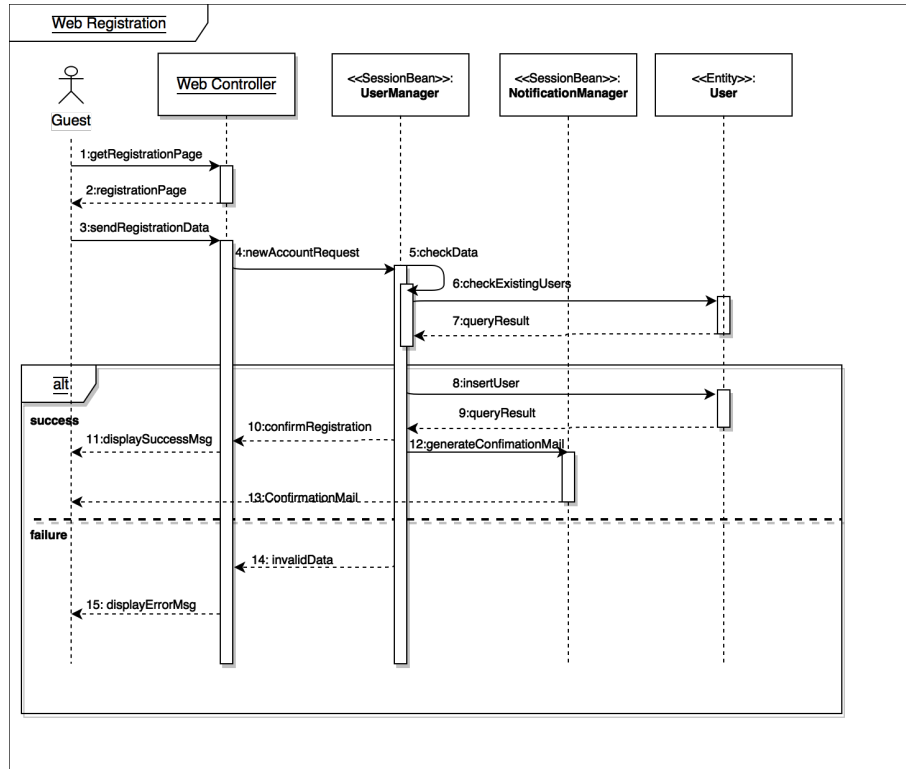 Web Registration
Guest
Web Controller
<<SessionBean>>:
UserManager
<<SessionBean>>:
NotificationManager
<<Entity>>:
User
1:getRegistrationPage
2:registrationPage
3:sendRegistrationData
4:newAccountRequest
5:checkData
6:checkExistingUsers
7:queryResult
alt
8:insertUser
success
9:queryResult
10:confirmRegistration
11:displaySuccessMsg
12:generateConfimationMail
13:ConfirmationMail
failure
14: invalidData
15: displayErrorMsg